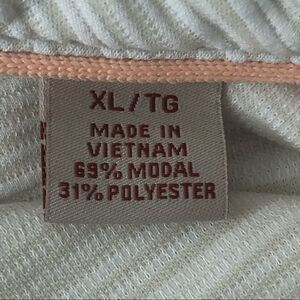 XL/TG
MADE IN
VIETNAM
69% MODAL
31% POLYESTER